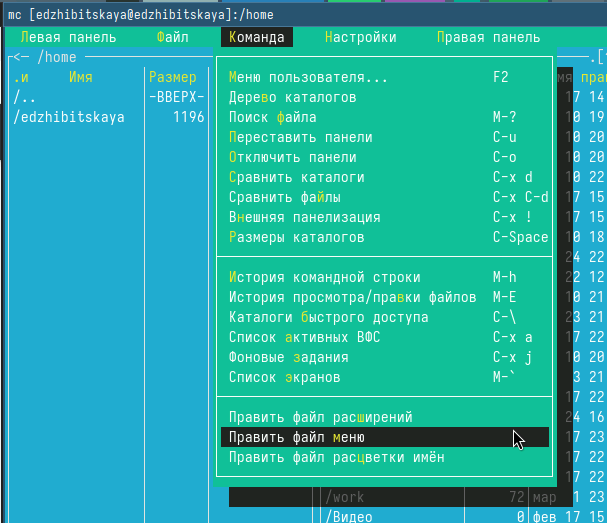 mc [edzhibitskaya@edzhibitskaya]:/home
Левая панель Файл Команда Настройки Правая панель
<- /home .[^
.и Имя Размер
/.. -ВВЕРХ-
/edzhibitskaya 1196
Меню пользователя... F2
Дерево каталогов
Поиск файла M-?
Переставить панели C-u
Отключить панели C-o
Сравнить каталоги C-x d
Сравнить файлы C-x C-d
Внешняя панелизация C-x !
Размеры каталогов C-Space
История командной строки M-h
История просмотра/правки файлов M-E
Каталоги быстрого доступа C-\
Список активных ВФС C-x a
Фоновые задания C-x j
Список экранов M-`
Править файл расширений
Править файл меню
Править файл расцветки имён
мя прав
17 14
10 19
10 22
10 20
10 22
17 15
17 15
10 18
24 22
22 12
10 21
23 21
17 22
10 20
3 21
17 22
24 16
17 23
17 22
17 22
/work 72 мар 1 23
/Видео 0 фев 17 15